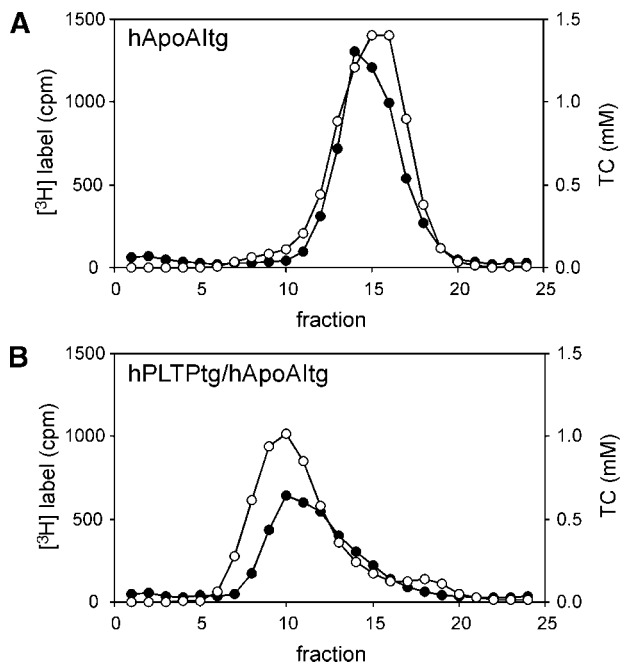 A
hApoAItg
1500
1000
500
0
[³H] label (cpm)
1.5
1.0
0.5
0.0
TC (mM)
0 5 10 15 20 25
fraction
B
hPLTPtg/hApoAItg
1500
1000
500
0
[³H] label (cpm)
1.5
1.0
0.5
0.0
TC (mM)
0 5 10 15 20 25
fraction